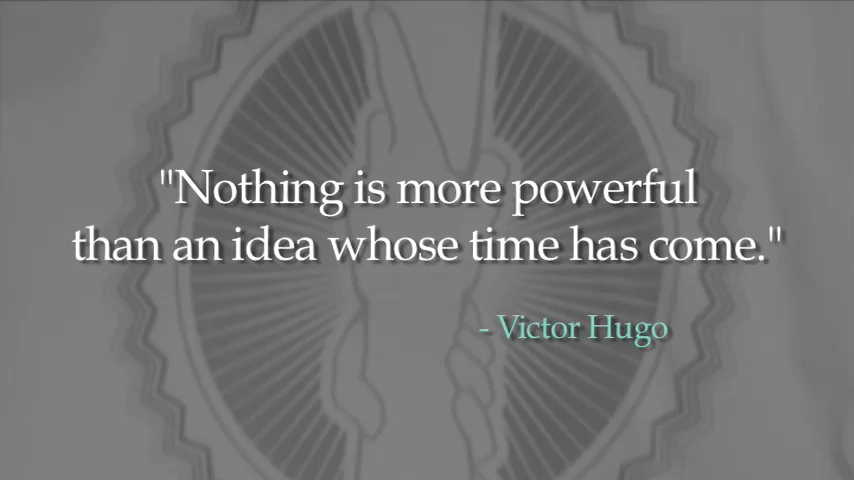 "Nothing is more powerful
than an idea whose time has come."
- Victor Hugo